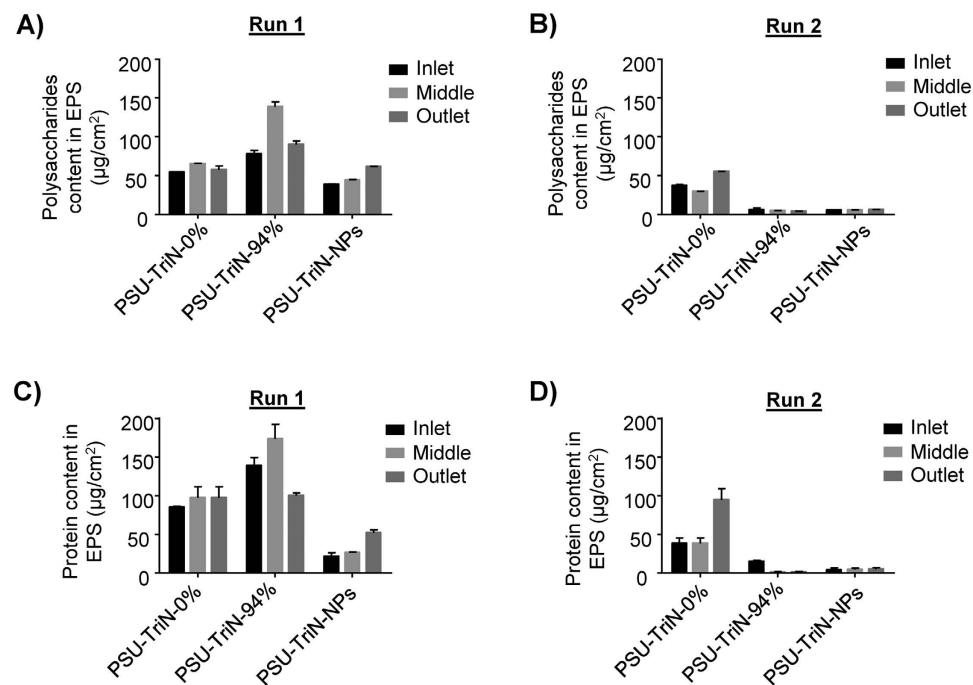 A)
Run 1
Polysaccharides
content in EPS
(µg/cm²)
200
150
100
50
0
Inlet
Middle
Outlet
PSU-TriN-0%
PSU-TriN-94%
PSU-TriN-NPs
B)
Run 2
Polysaccharides
content in EPS
(µg/cm²)
200
150
100
50
0
Inlet
Middle
Outlet
PSU-TriN-0%
PSU-TriN-94%
PSU-TriN-NPs
C)
Run 1
Protein content in
EPS (µg/cm²)
200
150
100
50
0
Inlet
Middle
Outlet
PSU-TriN-0%
PSU-TriN-94%
PSU-TriN-NPs
D)
Run 2
Protein content in
EPS (µg/cm²)
200
150
100
50
0
Inlet
Middle
Outlet
PSU-TriN-0%
PSU-TriN-94%
PSU-TriN-NPs